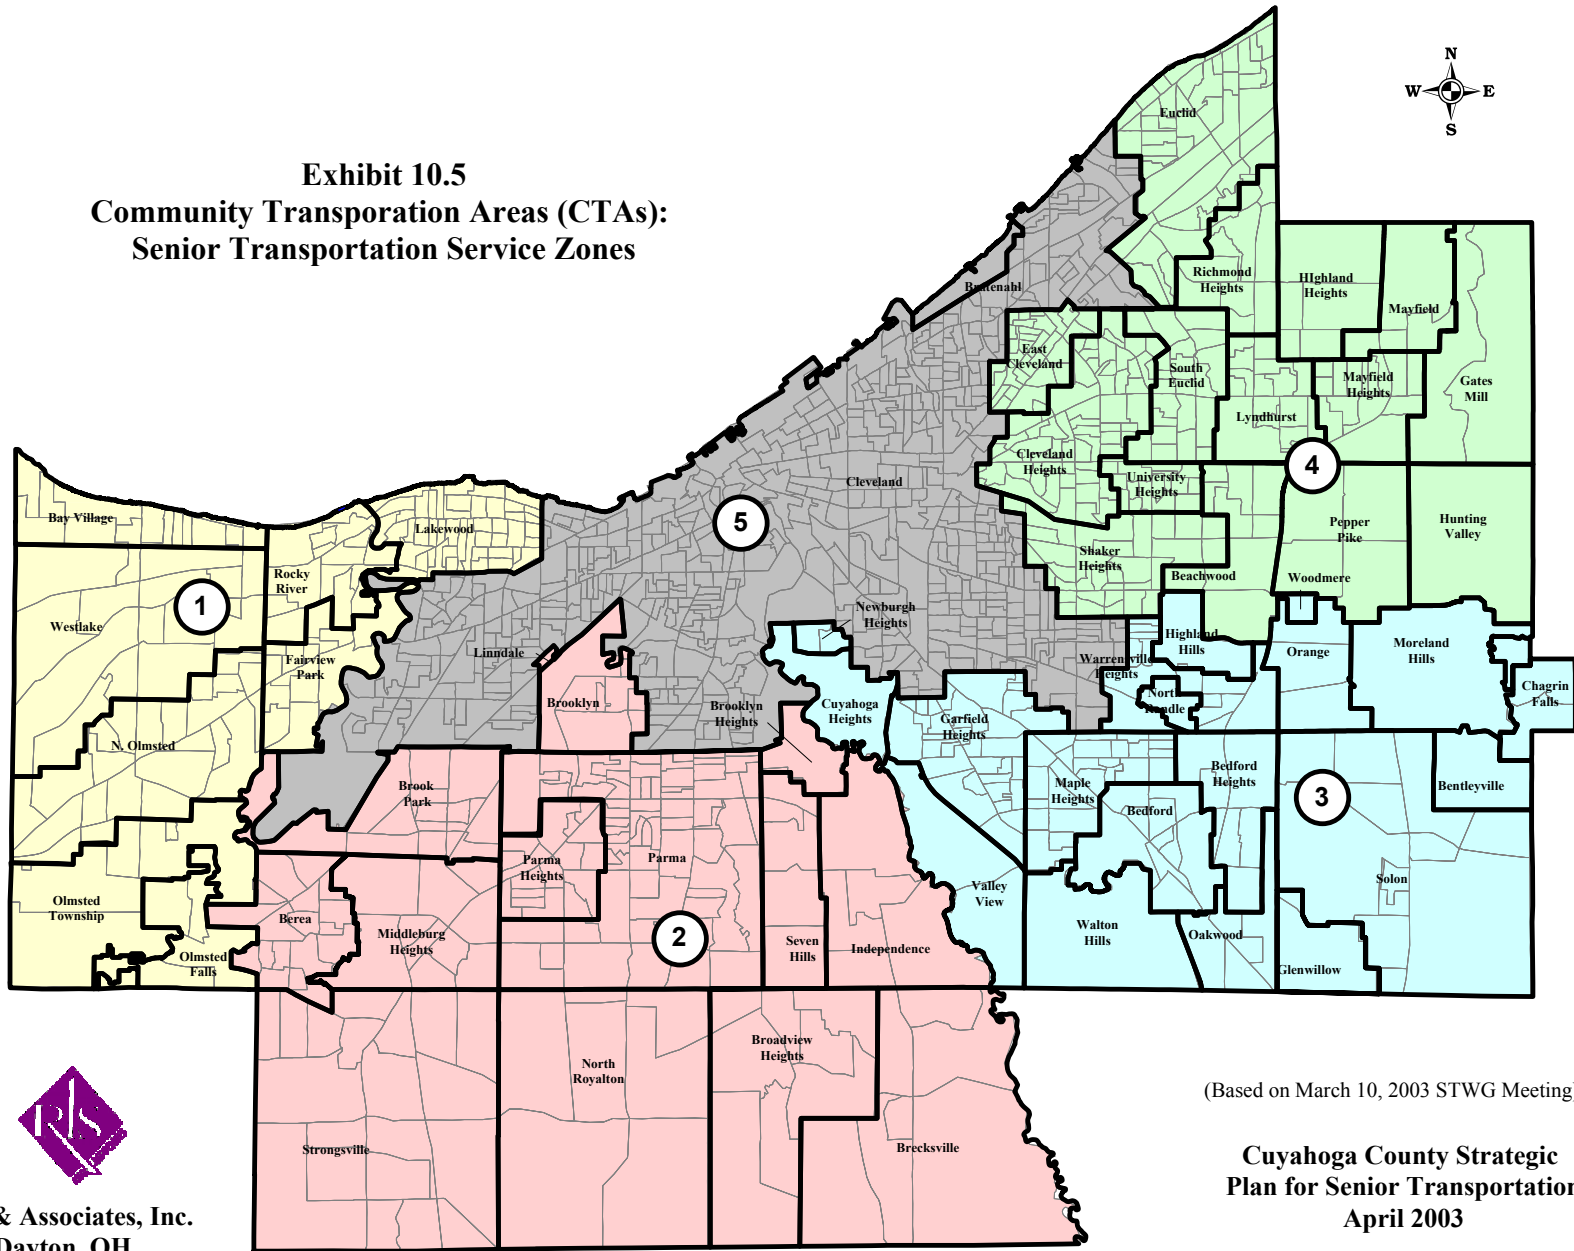 Exhibit 10.5
Community Transporation Areas (CTAs):
Senior Transportation Service Zones
N
W
E
S
Euclid
Richmond
Heights
HIghland
Heights
Mayfield
Bratenahl
East
Cleveland
South
Euclid
Mayfield
Heights
Gates
Mill
Lyndhurst
Cleveland
Heights
4
University
Heights
Cleveland
5
Pepper
Pike
Hunting
Valley
Bay Village
Lakewood
Shaker
Heights
Beachwood
Woodmere
Rocky
River
1
Westlake
Newburgh
Heights
Highland
Hills
Orange
Moreland
Hills
Linndale
Fairview
Park
Warrensville
Heights
Chagrin
Falls
North
Randle
Brooklyn
Brooklyn
Heights
Cuyahoga
Heights
Garfield
Heights
N. Olmsted
Brook
Park
Maple
Heights
Bedford
Heights
3
Bentleyville
Bedford
Parma
Heights
Parma
Solon
Olmsted
Township
Berea
Valley
View
Middleburg
Heights
2
Seven
Hills
Independence
Walton
Hills
Oakwood
Olmsted
Falls
Glenwillow
Broadview
Heights
North
Royalton
Strongsville
Brecksville
RLS
& Associates, Inc.
Dayton, OH
(Based on March 10, 2003 STWG Meeting)
Cuyahoga County Strategic
Plan for Senior Transportation
April 2003